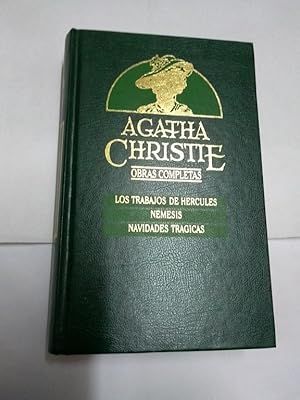 AGATHA
CHRISTIE
OBRAS COMPLETAS
LOS TRABAJOS DE HERCULES
NEMESIS
NAVIDADES TRAGICAS